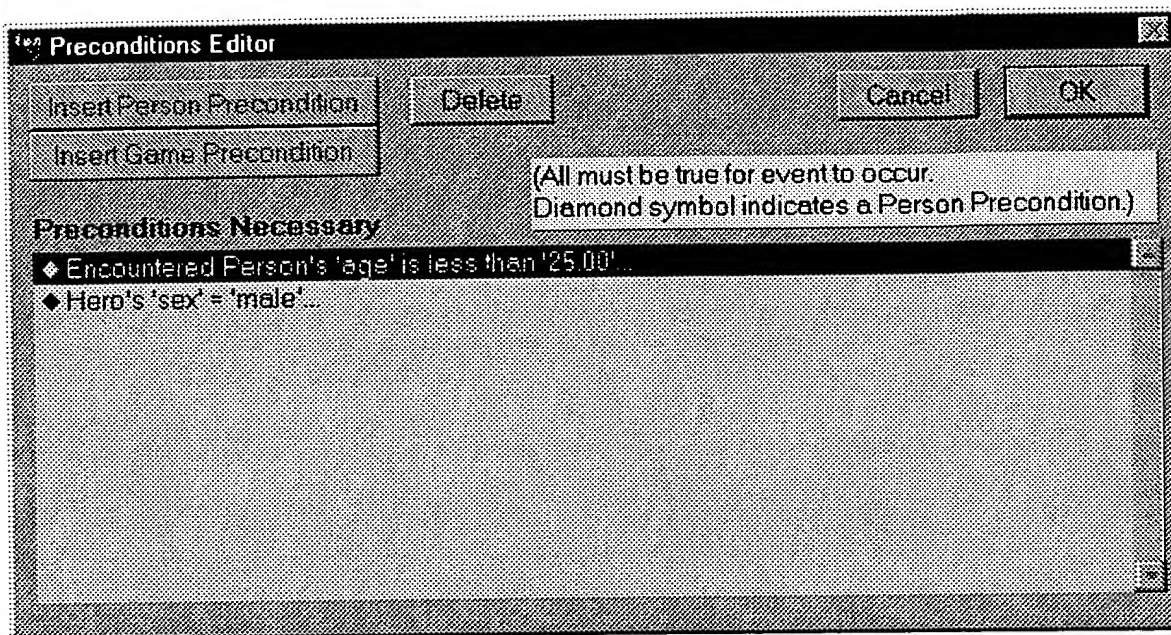 Preconditions Editor
Insert Person Precondition
Delete
Cancel
OK
Insert Game Precondition
(All must be true for event to occur.
Diamond symbol indicates a Person Precondition.)
Preconditions Necessary
◆ Encountered Person's 'age' is less than '25.00'...
◆ Hero's 'sex' = 'male'...